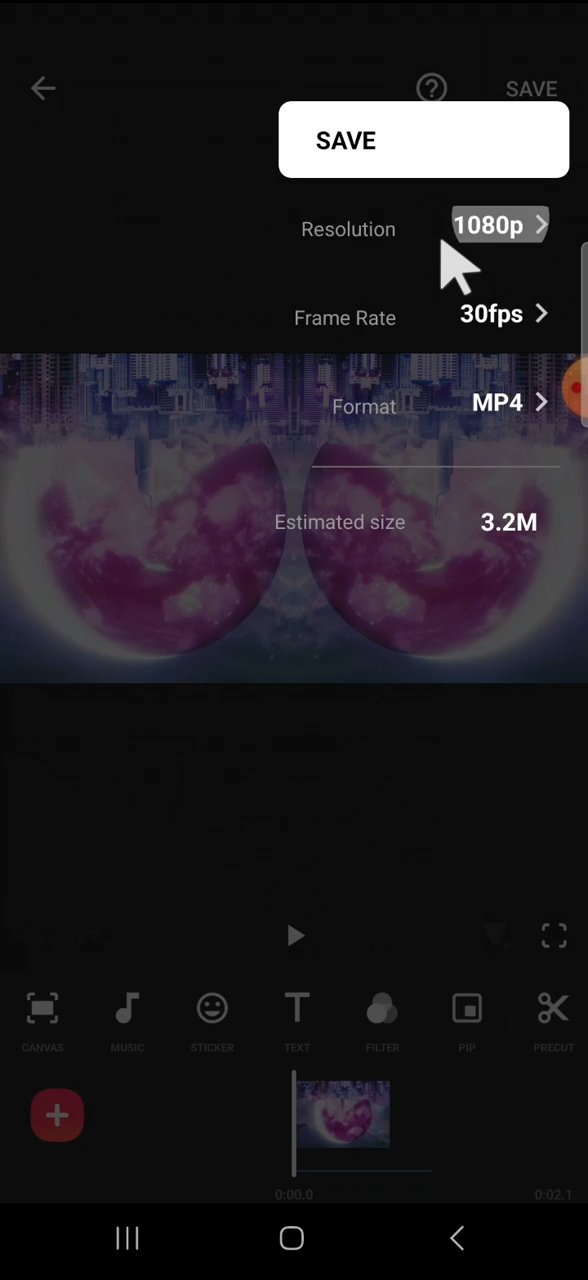 SAVE
SAVE
Resolution 1080p
Frame Rate 30fps
Format MP4
Estimated size 3.2M
CANVAS MUSIC STICKER TEXT FILTER PIP PRECUT
0:00.0 0:02.1